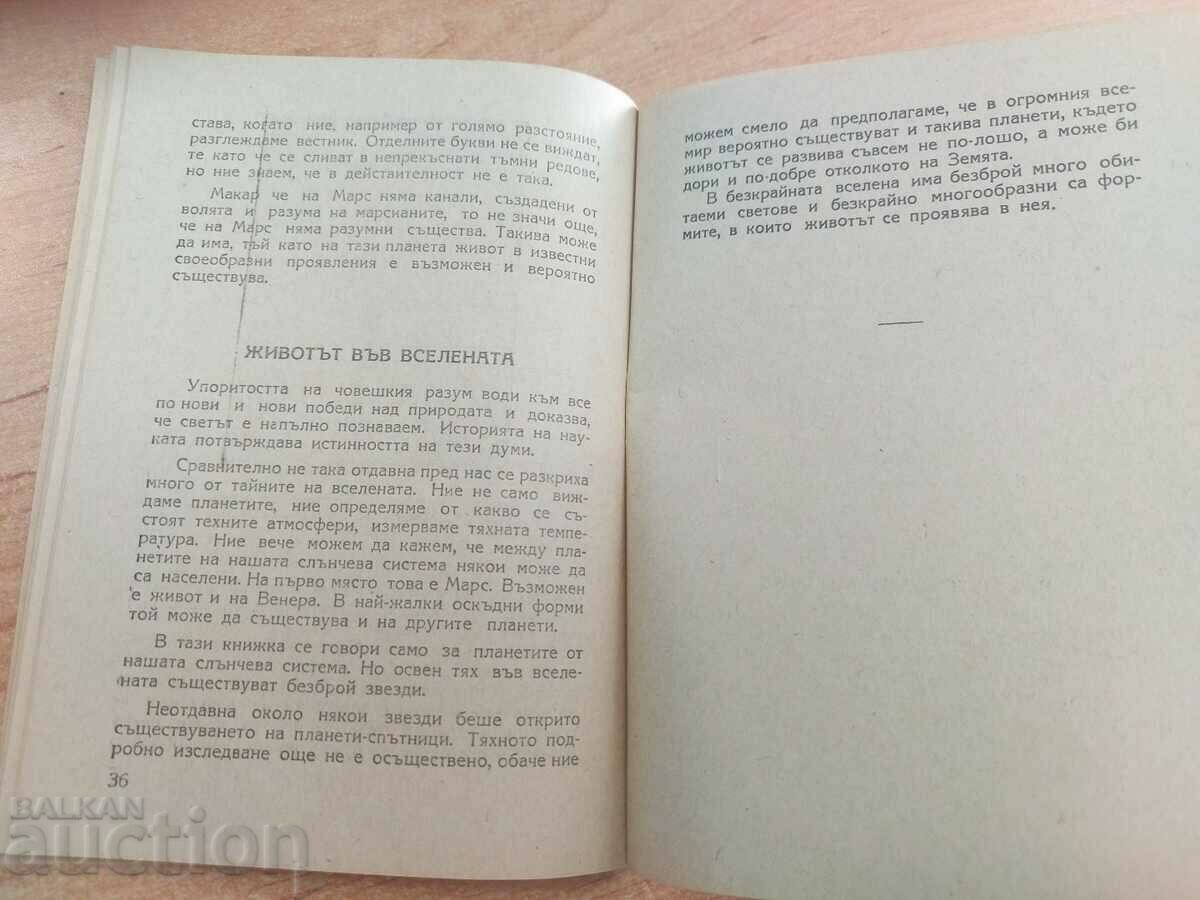 става, когато ние, например от голямо разстояние,
разглеждаме вестник. Отделните букви не се виждат,
те като че се сливат в непрекъснати тъмни редове,
но ние знаем, че в действителност не е така.
Макар че на Марс няма канали, създадени от
волята и разума на марсианите, то не значи още,
че на Марс няма разумни същества. Такива може
да има, тъй като на тази планета живот в известни
своеобразни проявления е възможен и вероятно
съществува.
ЖИВОТЪТ ВЪВ ВСЕЛЕНАТА
Упоритостта на човешкия разум води към все
по нови и нови победи над природата и доказва,
че светът е напълно познаваем. Историята на нау-
ката потвърждава истинността на тези думи.
Сравнително не така отдавна пред нас се разкриха
много от тайните на вселената. Ние не само виж-
даме планетите, ние определяме от какво се със-
тоят техните атмосфери, измерваме тяхната темпе-
ратура. Ние вече можем да кажем, че между пла-
нетите на нашата слънчева система някои може да
са населени. На първо място това е Марс. Възможен
е живот и на Венера. В най-жалки оскъдни форми
той може да съществува и на другите планети.
В тази книжка се говори само за планетите от
нашата слънчева система. Но освен тях във вселе-
ната съществуват безброй звезди.
Неотдавна около някои звезди беше открито
съществуването на планети-спътници. Тяхното под-
робно изследване още не е осъществено, обаче ние
36
можем смело да предполагаме, че в огромния все-
мир вероятно съществуват и такива планети, където
животът се развива съвсем не по-лошо, а може би
дори и по-добре отколкото на Земята.
В безкрайната вселена има безброй много оби-
таеми светове и безкрайно многообразни са фор-
мите, в които животът се проявява в нея.
BALKAN
auction